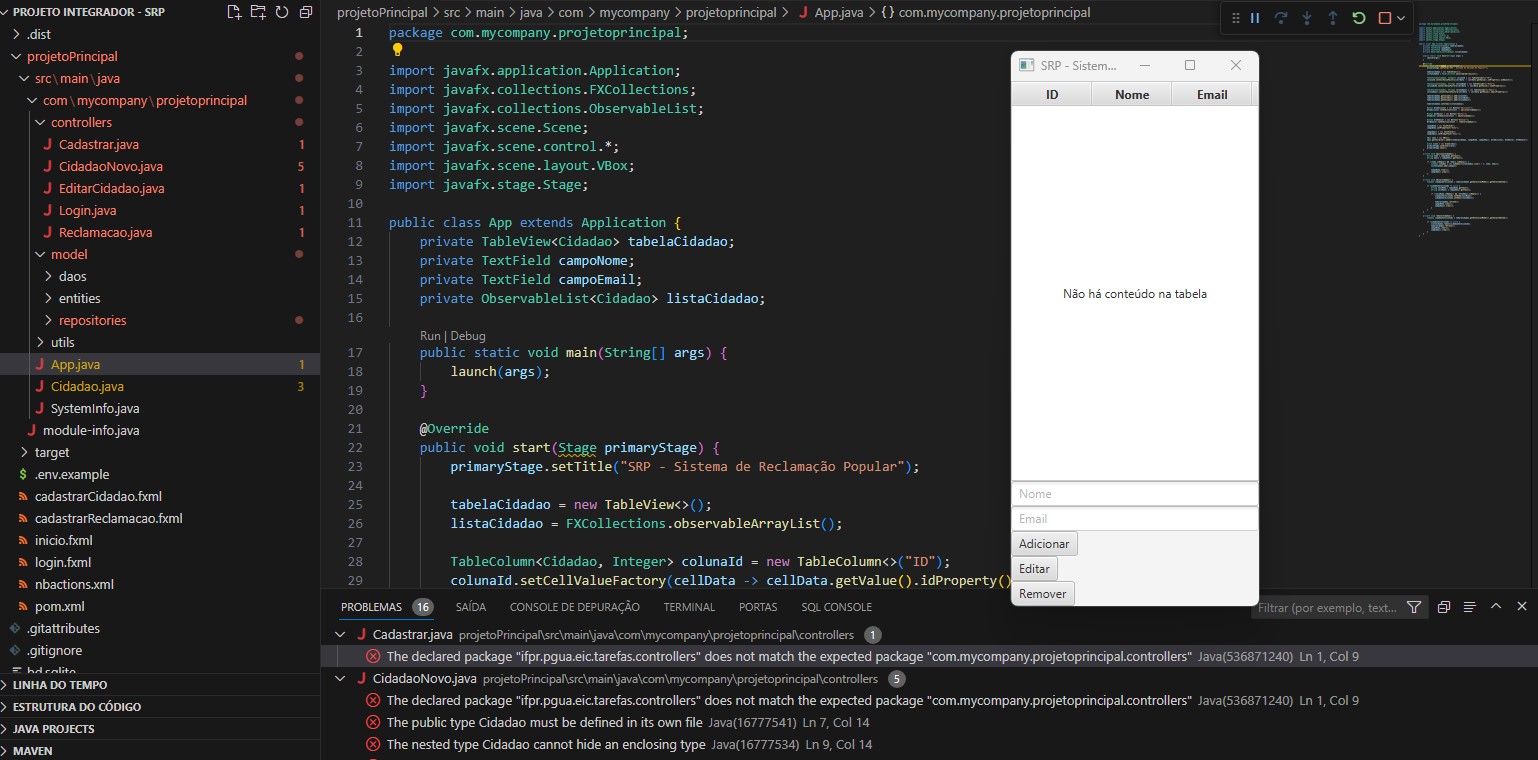 PROJETO INTEGRADOR - SRP
.dist
projetoPrincipal
src\main\java
com\mycompany\projetoprincipal
controllers
Cadastrar.java 1
CidadaoNovo.java 5
EditarCidadao.java 1
Login.java 1
Reclamacao.java 1
model
daos
entities
repositories
utils
App.java 1
Cidadao.java 3
SystemInfo.java
module-info.java
target
.env.example
cadastrarCidadao.fxml
cadastrarReclamacao.fxml
inicio.fxml
login.fxml
nbactions.xml
pom.xml
.gitattributes
.gitignore
bd.sqlite
LINHA DO TEMPO
ESTRUTURA DO CÓDIGO
JAVA PROJECTS
MAVEN
projetoPrincipal > src > main > java > com > mycompany > projetoprincipal > App.java > {} com.mycompany.projetoprincipal
1 package com.mycompany.projetoprincipal;
2
3 import javafx.application.Application;
4 import javafx.collections.FXCollections;
5 import javafx.collections.ObservableList;
6 import javafx.scene.Scene;
7 import javafx.scene.control.*;
8 import javafx.scene.layout.VBox;
9 import javafx.stage.Stage;
10
11 public class App extends Application {
12 private TableView<Cidadao> tabelaCidadao;
13 private TextField campoNome;
14 private TextField campoEmail;
15 private ObservableList<Cidadao> listaCidadao;
16
Run | Debug
17 public static void main(String[] args) {
18 launch(args);
19 }
20
21 @Override
22 public void start(Stage primaryStage) {
23 primaryStage.setTitle("SRP - Sistema de Reclamação Popular");
24
25 tabelaCidadao = new TableView<>();
26 listaCidadao = FXCollections.observableArrayList();
27
28 TableColumn<Cidadao, Integer> colunaId = new TableColumn<>("ID");
29 colunaId.setCellValueFactory(cellData -> cellData.getValue().idProperty()
SRP - Sistem...
ID Nome Email
Não há conteúdo na tabela
Nome
Email
Adicionar
Editar
Remover
PROBLEMAS 16 SAÍDA CONSOLE DE DEPURAÇÃO TERMINAL PORTAS SQL CONSOLE Filtrar (por exemplo, text...
Cadastrar.java projetoPrincipal\src\main\java\com\mycompany\projetoprincipal\controllers 1
The declared package "ifpr.pgua.eic.tarefas.controllers" does not match the expected package "com.mycompany.projetoprincipal.controllers" Java(536871240) Ln 1, Col 9
CidadaoNovo.java projetoPrincipal\src\main\java\com\mycompany\projetoprincipal\controllers 5
The declared package "ifpr.pgua.eic.tarefas.controllers" does not match the expected package "com.mycompany.projetoprincipal.controllers" Java(536871240) Ln 1, Col 9
The public type Cidadao must be defined in its own file Java(16777541) Ln 7, Col 14
The nested type Cidadao cannot hide an enclosing type Java(16777534) Ln 9, Col 14